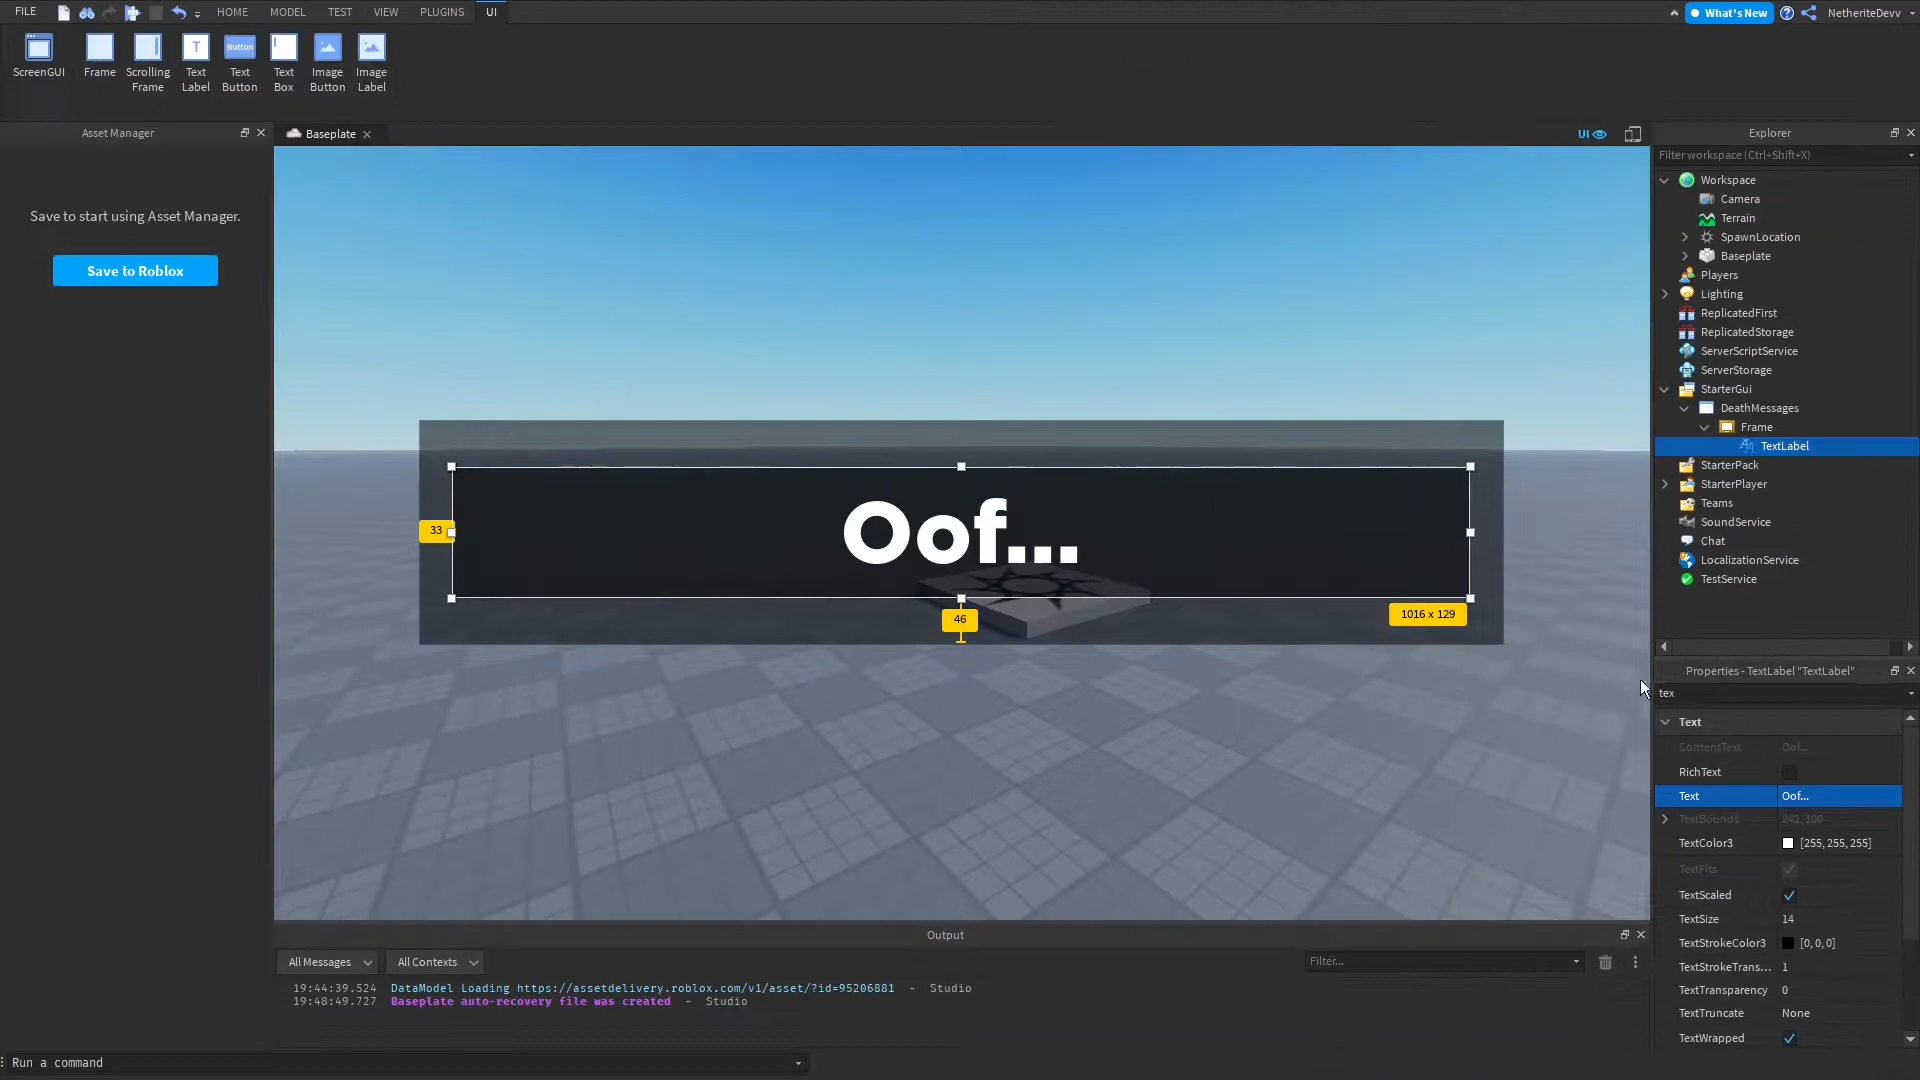 FILE
HOME
MODEL
TEST
VIEW
PLUGINS
UI
What's New
NetheriteDevv
ScreenGUI
Frame
Scrolling
Frame
T
Text
Label
Button
Text
Button
Text
Box
Image
Button
Image
Label
Asset Manager
Save to start using Asset Manager.
Save to Roblox
Baseplate
UI
Oof...
33
46
1016 x 129
Explorer
Filter workspace (Ctrl+Shift+X)
Workspace
Camera
Terrain
SpawnLocation
Baseplate
Players
Lighting
ReplicatedFirst
ReplicatedStorage
ServerScriptService
ServerStorage
StarterGui
DeathMessages
Frame
TextLabel
StarterPack
StarterPlayer
Teams
SoundService
Chat
LocalizationService
TestService
Properties - TextLabel "TextLabel"
tex
Text
ContentText Oof...
RichText
Text Oof...
TextBounds 242, 100
TextColor3 [255, 255, 255]
TextFits
TextScaled
TextSize 14
TextStrokeColor3 [0, 0, 0]
TextStrokeTrans... 1
TextTransparency 0
TextTruncate None
TextWrapped
Output
All Messages
All Contexts
Filter...
19:44:39.524 DataModel Loading https://assetdelivery.roblox.com/v1/asset/?id=95206881 - Studio
19:48:49.727 Baseplate auto-recovery file was created - Studio
Run a command